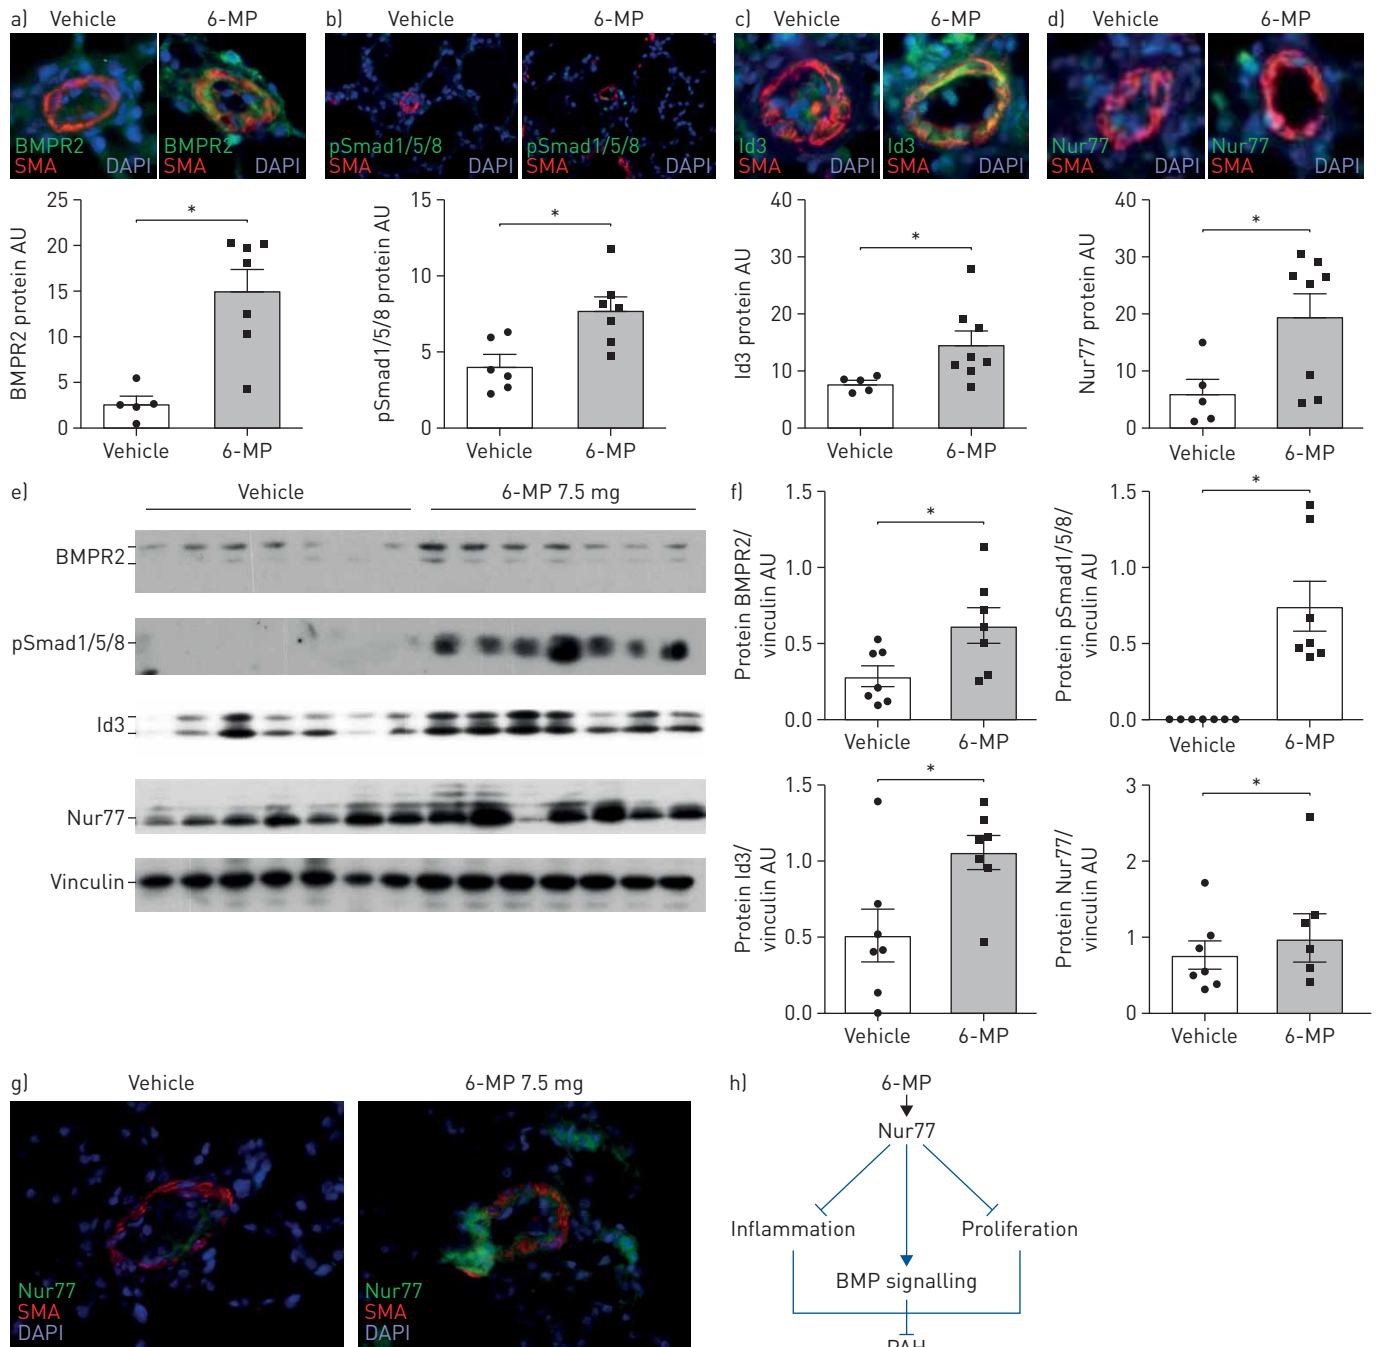 a) Vehicle 6-MP b) Vehicle 6-MP c) Vehicle 6-MP d) Vehicle 6-MP
BMPR2 BMPR2 pSmad1/5/8 pSmad1/5/8 Id3 Id3 Nur77 Nur77
SMA DAPI SMA DAPI SMA DAPI SMA DAPI SMA DAPI SMA DAPI SMA DAPI SMA DAPI
BMPR2 protein AU
25
20
15
10
5
0
*
Vehicle 6-MP
pSmad1/5/8 protein AU
15
10
5
0
*
Vehicle 6-MP
Id3 protein AU
40
30
20
10
0
*
Vehicle 6-MP
Nur77 protein AU
40
30
20
10
0
*
Vehicle 6-MP
e) Vehicle 6-MP 7.5 mg
BMPR2
pSmad1/5/8
Id3
Nur77
Vinculin
f)
Protein BMPR2/
vinculin AU
1.5
1.0
0.5
0.0
*
Vehicle 6-MP
Protein pSmad1/5/8/
vinculin AU
1.5
1.0
0.5
0.0
*
Vehicle 6-MP
Protein Id3/
vinculin AU
1.5
1.0
0.5
0.0
*
Vehicle 6-MP
Protein Nur77/
vinculin AU
3
2
1
0
*
Vehicle 6-MP
g) Vehicle 6-MP 7.5 mg
Nur77 Nur77
SMA SMA
DAPI DAPI
h) 6-MP
Nur77
Inflammation Proliferation
BMP signalling
PAH